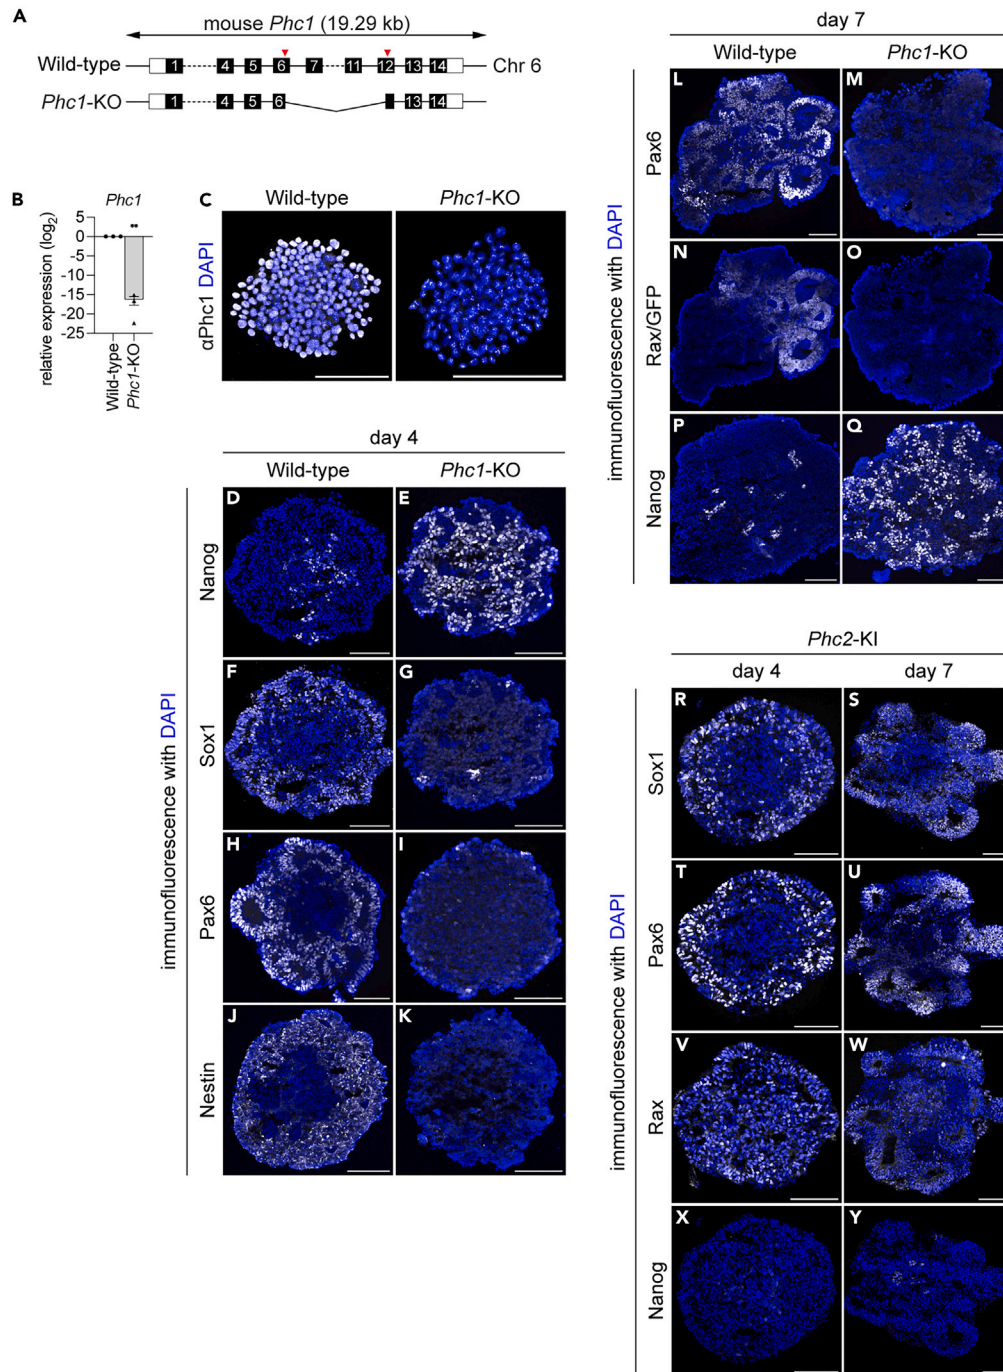 A
mouse Phc1 (19.29 kb)
Wild-type
1 4 5 6 7 11 12 13 14
Chr 6
Phc1-KO
1 4 5 6 13 14
B
Phc1
relative expression (log2)
5
0
-5
-10
-15
-20
-25
Wild-type
Phc1-KO
C
Wild-type
Phc1-KO
αPhc1 DAPI
day 4
Wild-type
Phc1-KO
immunofluorescence with DAPI
Nanog
D
E
Sox1
F
G
Pax6
H
I
Nestin
J
K
day 7
Wild-type
Phc1-KO
immunofluorescence with DAPI
Pax6
L
M
Rax/GFP
N
O
Nanog
P
Q
Phc2-KI
day 4
day 7
immunofluorescence with DAPI
Sox1
R
S
Pax6
T
U
Rax
V
W
Nanog
X
Y